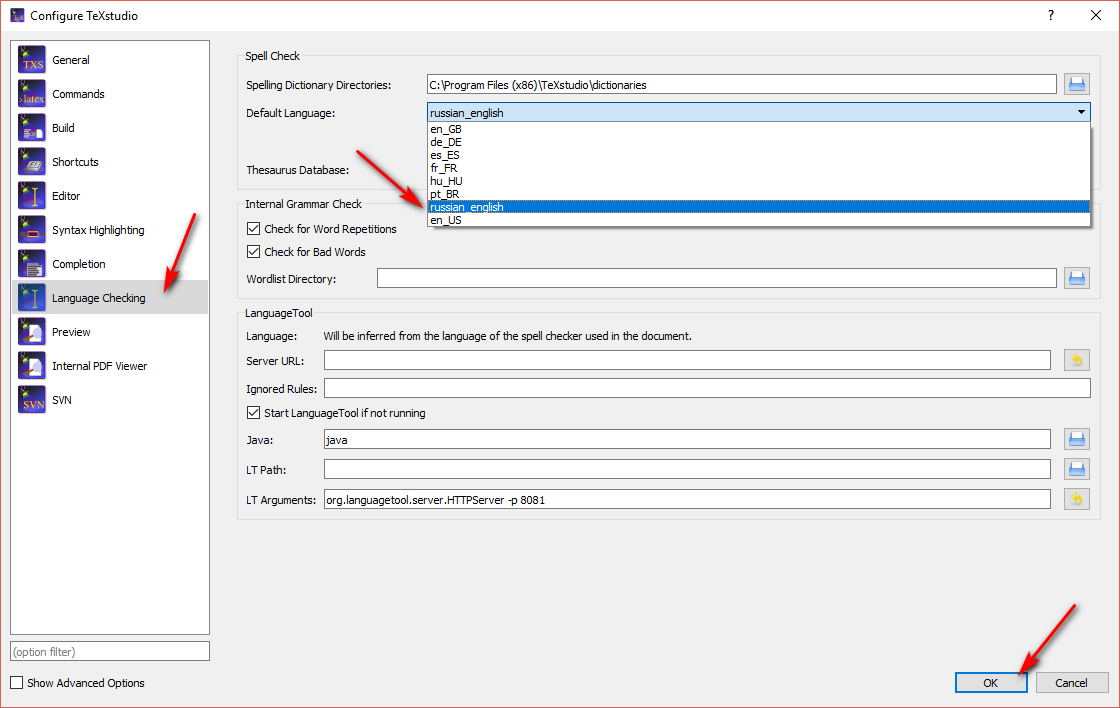 Configure TeXstudio
?
TXS General
latex Commands
Build
Shortcuts
Editor
Syntax Highlighting
Completion
Language Checking
Preview
Internal PDF Viewer
SVN SVN
(option filter)
Show Advanced Options
Spell Check
Spelling Dictionary Directories: C:\Program Files (x86)\TeXstudio\dictionaries
Default Language: russian_english
en_GB
de_DE
es_ES
fr_FR
hu_HU
pt_BR
russian_english
en_US
Thesaurus Database:
Internal Grammar Check
Check for Word Repetitions
Check for Bad Words
Wordlist Directory:
LanguageTool
Language: Will be inferred from the language of the spell checker used in the document.
Server URL:
Ignored Rules:
Start LanguageTool if not running
Java: java
LT Path:
LT Arguments: org.languagetool.server.HTTPServer -p 8081
OK Cancel